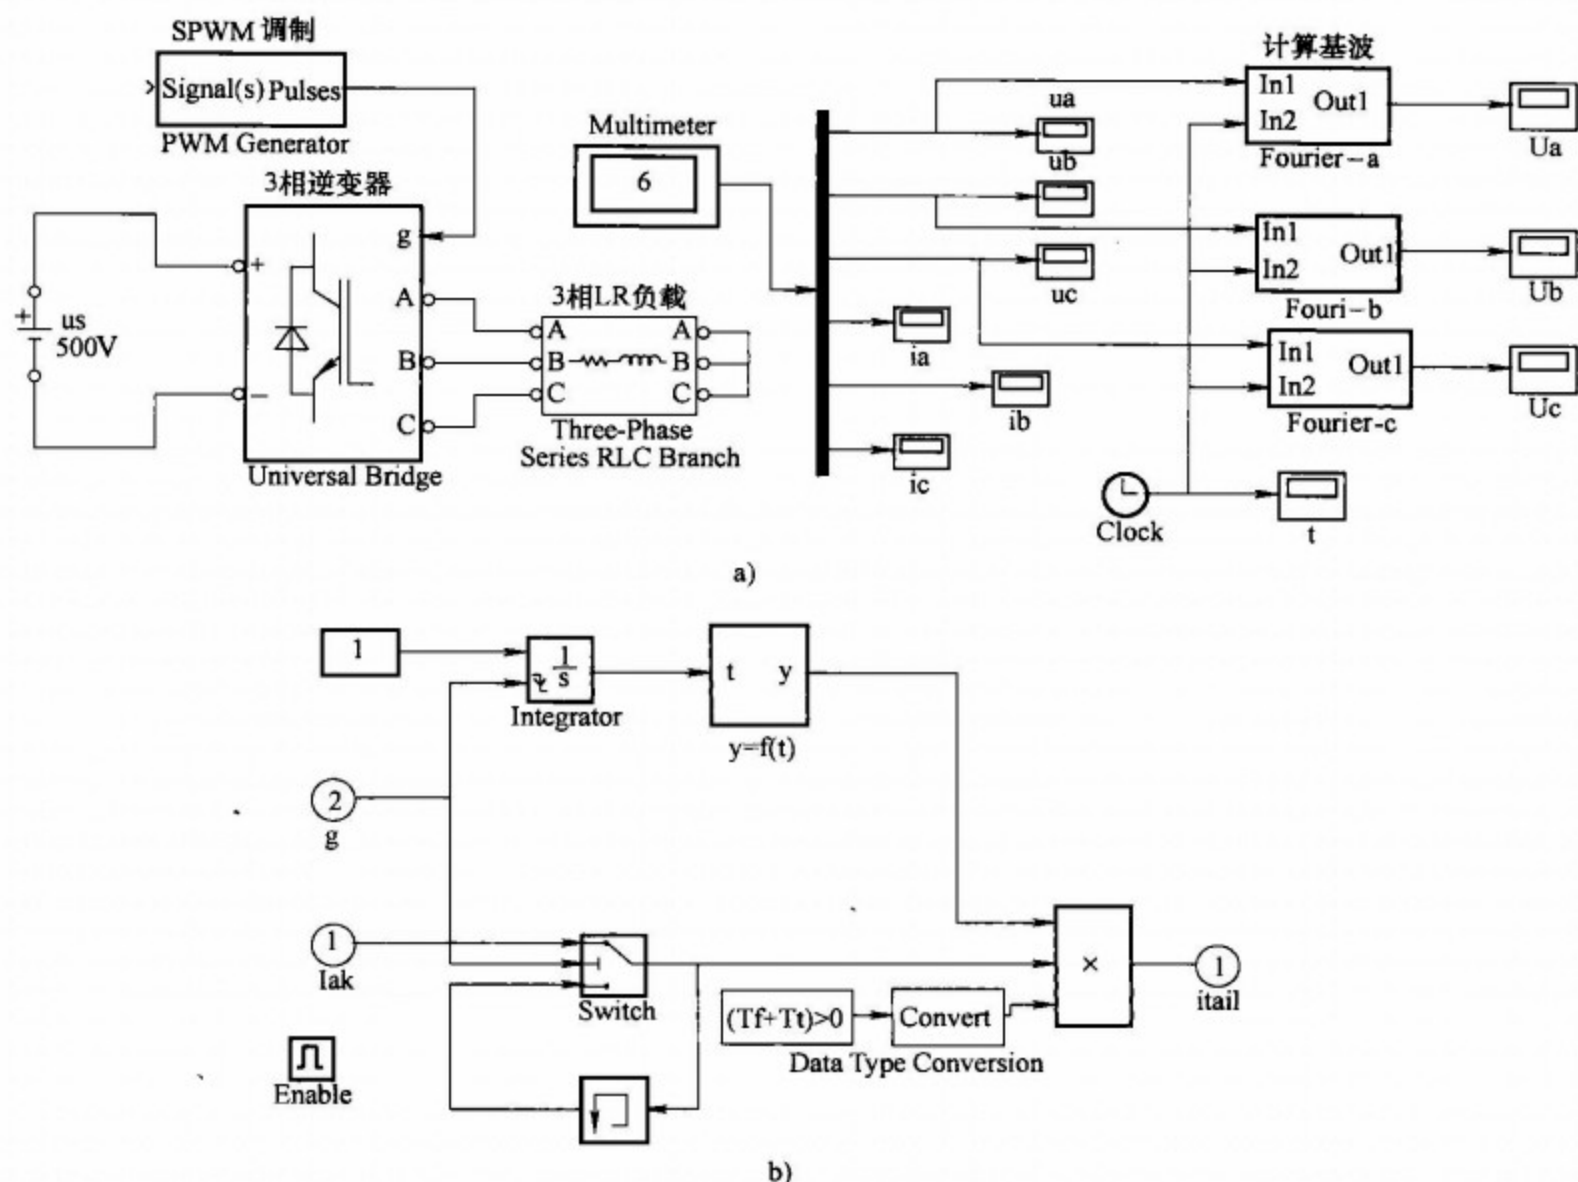 SPWM 调制
Signal(s) Pulses
PWM Generator
3相逆变器
g
+
A
B
C
−
Universal Bridge
+
us
500V
3相LR负载
A A
B B
C C
Three-Phase
Series RLC Branch
Multimeter
6
ua
ub
uc
ia
ib
ic
计算基波
In1
In2
Out1
Fourier-a
Ua
In1
In2
Out1
Fouri-b
Ub
In1
In2
Out1
Fourier-c
Uc
Clock
t
a)
1
1
s
Integrator
t y
y=f(t)
2
g
1
Iak
Switch
(Tf+Tt)>0
Convert
Data Type Conversion
×
1
itail
Enable
b)